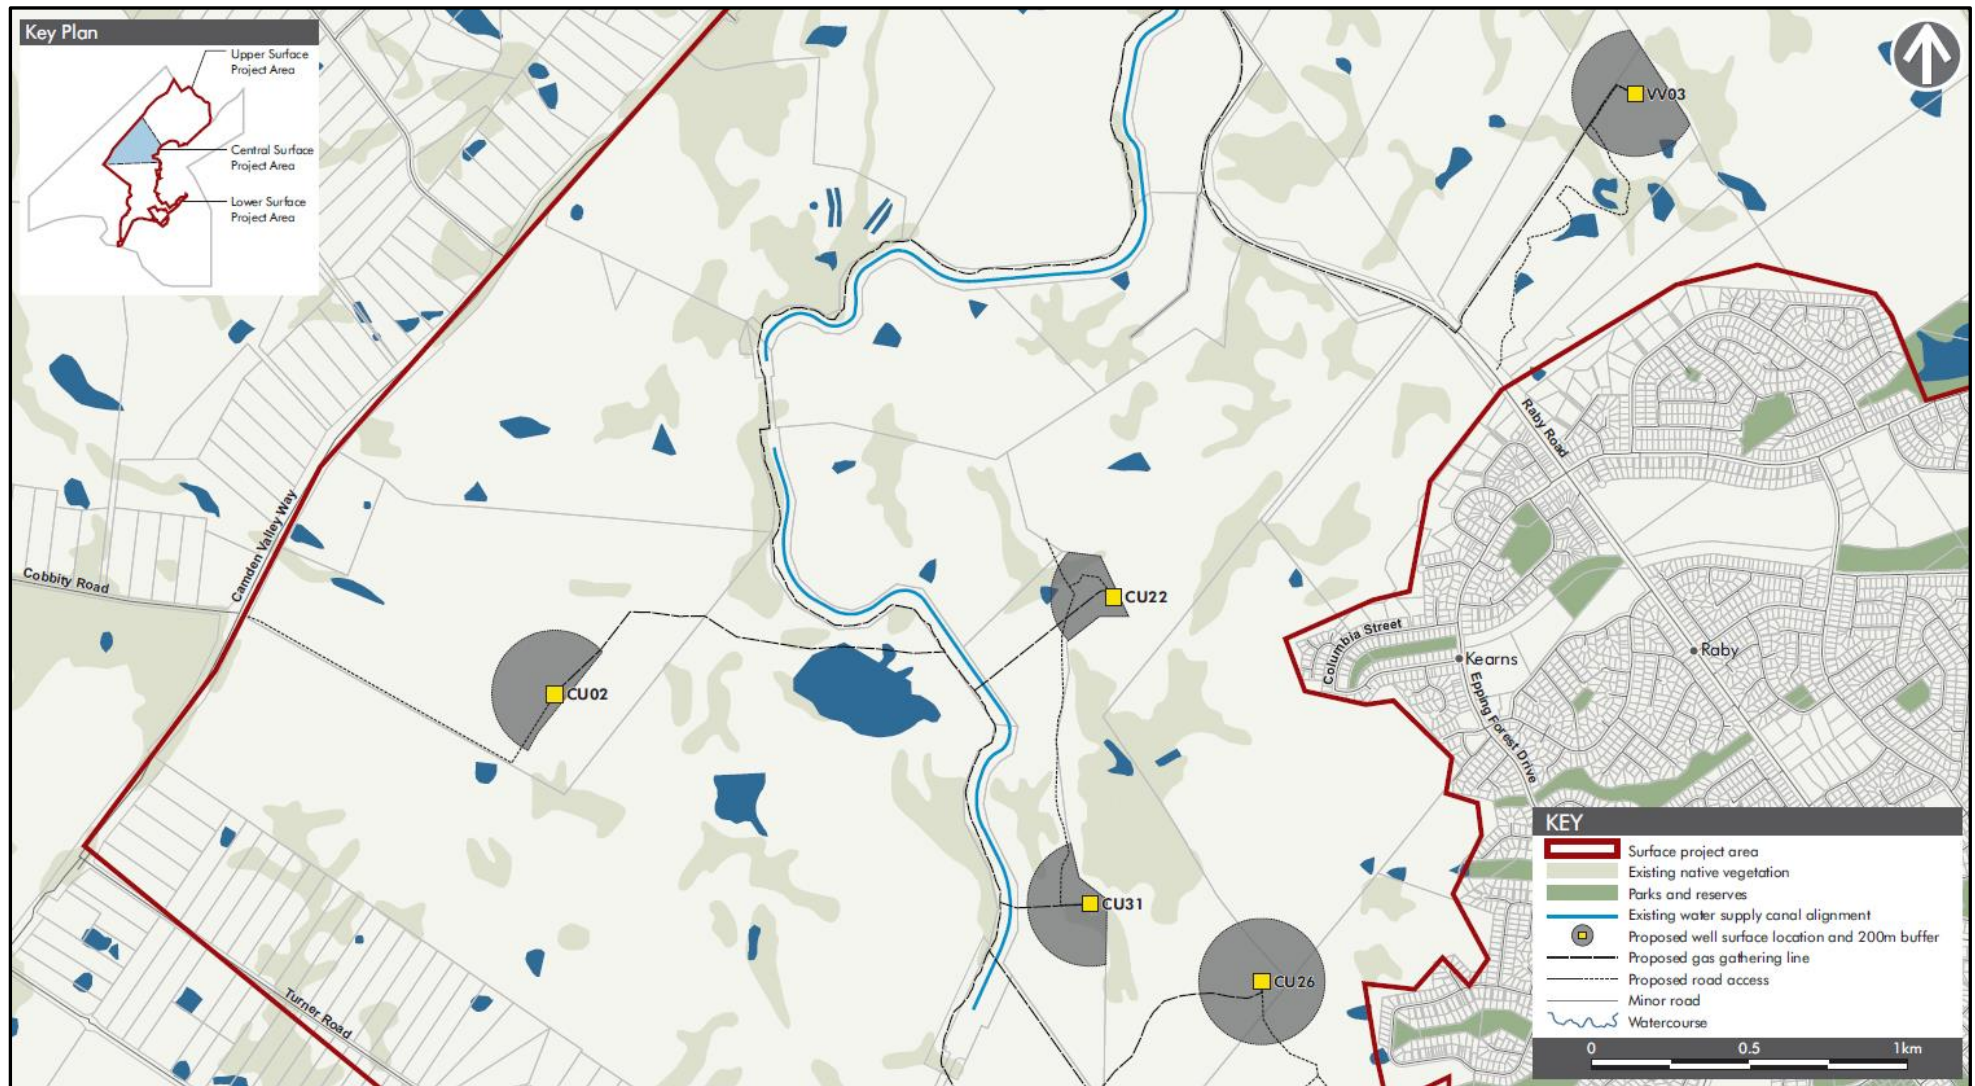 Key Plan
Upper Surface
Project Area
Central Surface
Project Area
Lower Surface
Project Area
VV03
Raby Road
Camden Valley Way
Cobbity Road
CU22
Columbia Street
Kearns
Raby
CU02
Epping Forest Drive
CU31
CU26
Turner Road
KEY
Surface project area
Existing native vegetation
Parks and reserves
Existing water supply canal alignment
Proposed well surface location and 200m buffer
Proposed gas gathering line
Proposed road access
Minor road
Watercourse
0 0.5 1km